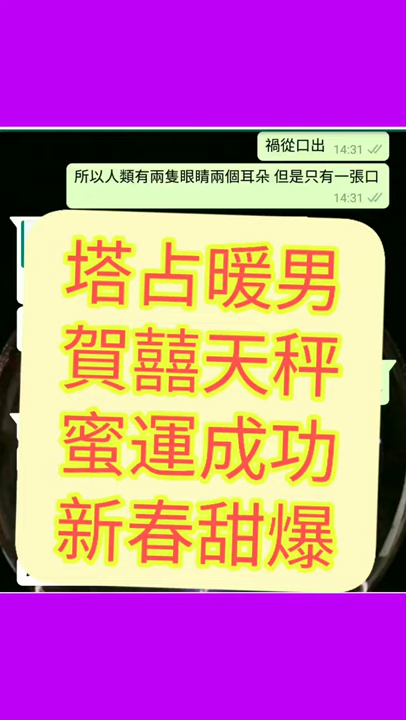 禍從口出 14:31
所以人類有兩隻眼睛兩個耳朵 但是只有一張口
14:31
塔占暖男
賀囍天秤
蜜運成功
新春甜爆